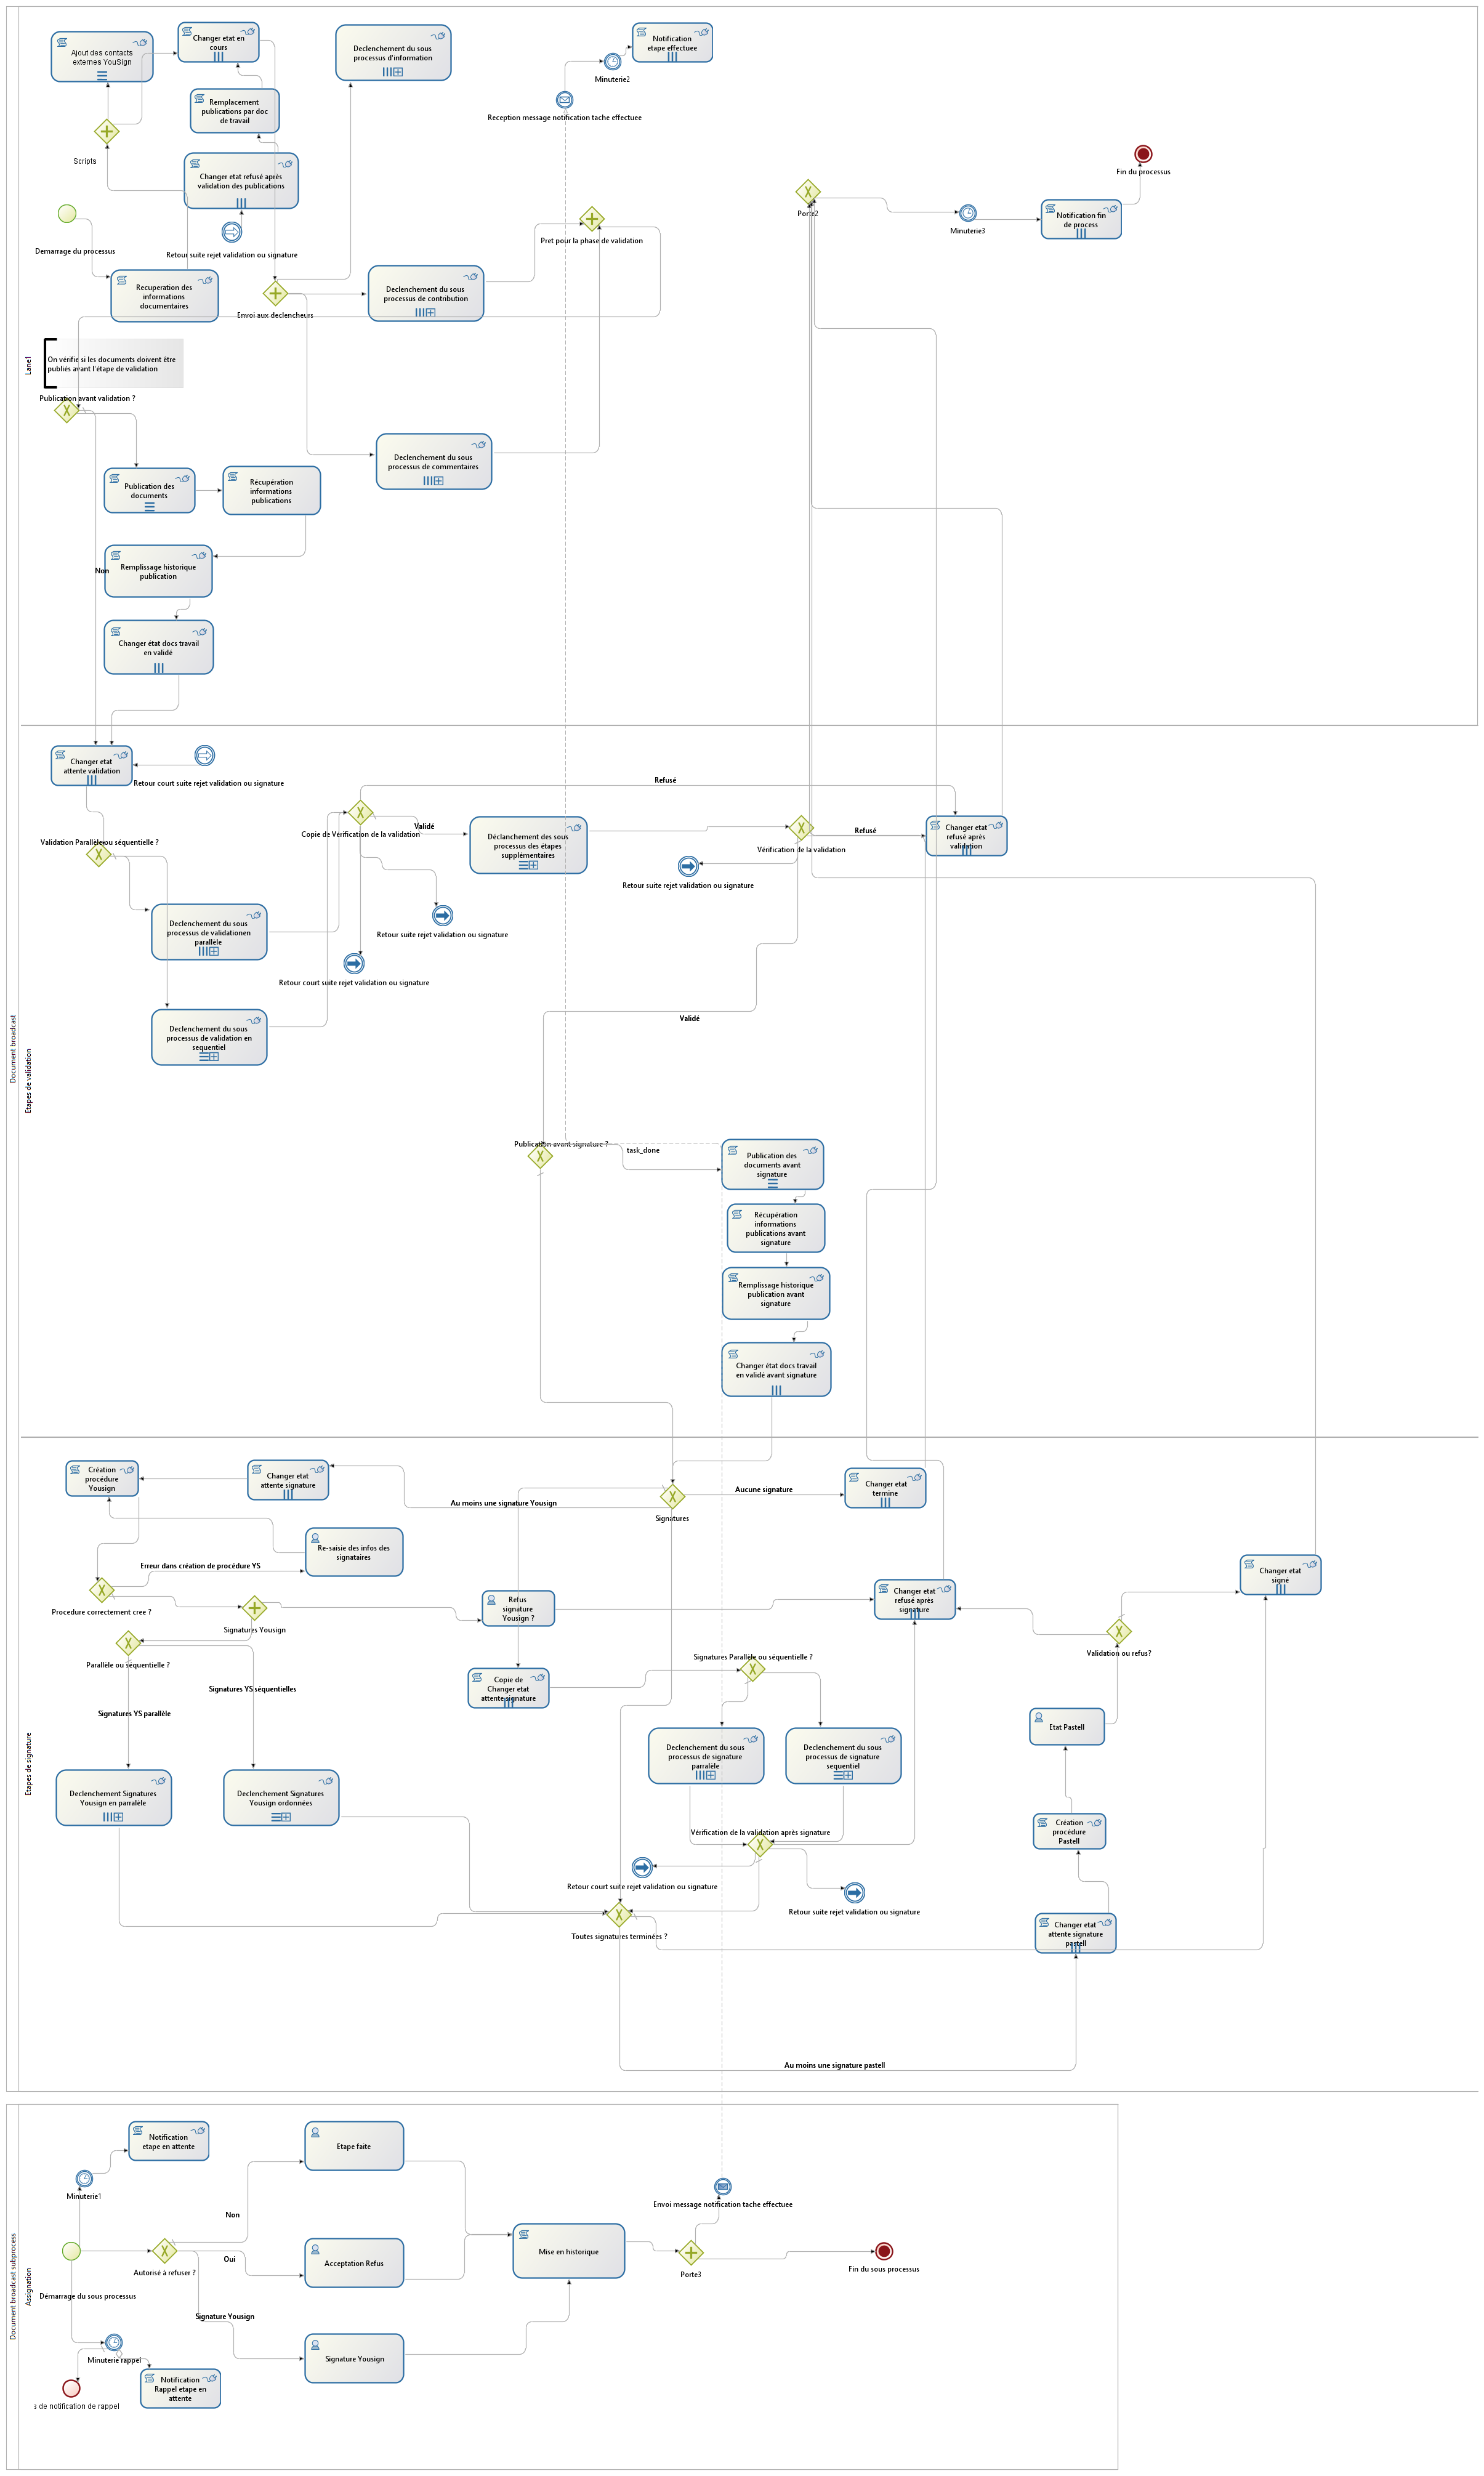 Document broadcast
Lane1
Ajout des contacts
externes YouSign
Changer etat en
cours
Declenchement du sous
processus d'information
Notification
etape effectuee
Minuterie2
Remplacement
publications par doc
de travail
Reception message notification tache effectuee
Scripts
Changer etat refusé après
validation des publications
Fin du processus
Porte2
Notification fin
de process
Minuterie3
Demarrage du processus
Retour suite rejet validation ou signature
Pret pour la phase de validation
Recuperation des
informations
documentaires
Envoi aux declencheurs
Declenchement du sous
processus de contribution
On vérifie si les documents doivent être
publiés avant l'étape de validation
Publication avant validation ?
Declenchement du sous
processus de commentaires
Publication des
documents
Récupération
informations
publications
Non
Remplissage historique
publication
Changer état docs travail
en validé
Etapes de validation
Changer etat
attente validation
Retour court suite rejet validation ou signature
Refusé
Validation Parallèle ou séquentielle ?
Copie de Vérification de la validation
Validé
Déclanchement des sous
processus des étapes
supplémentaires
Vérification de la validation
Refusé
Changer etat
refusé après
validation
Retour suite rejet validation ou signature
Declenchement du sous
processus de validationen
parallèle
Retour suite rejet validation ou signature
Retour court suite rejet validation ou signature
Declenchement du sous
processus de validation en
sequentiel
Validé
Publication avant signature ?
task_done
Publication des
documents avant
signature
Récupération
informations
publications avant
signature
Remplissage historique
publication avant
signature
Changer état docs travail
en validé avant signature
Etapes de signature
Création
procédure
Yousign
Changer etat
attente signature
Au moins une signature Yousign
Signatures
Aucune signature
Changer etat
termine
Re-saisie des infos des
signataires
Erreur dans création de procédure YS
Procedure correctement cree ?
Signatures Yousign
Refus
signature
Yousign ?
Changer etat
refusé après
signature
Changer etat
signé
Validation ou refus?
Parallèle ou séquentielle ?
Signatures YS séquentielles
Signatures YS parallèle
Copie de
Changer etat
attente signature
Signatures Parallèle ou séquentielle ?
Etat Pastell
Declenchement du sous
processus de signature
parralèle
Declenchement du sous
processus de signature
sequentiel
Declenchement Signatures
Yousign en parralèle
Declenchement Signatures
Yousign ordonnées
Vérification de la validation après signature
Création
procédure
Pastell
Retour court suite rejet validation ou signature
Retour suite rejet validation ou signature
Toutes signatures terminées ?
Changer etat
attente signature
pastell
Au moins une signature pastell
Document broadcast subprocess
Assignation
Notification
etape en attente
Minuterie1
Etape faite
Non
Envoi message notification tache effectuee
Autorisé à refuser ?
Oui
Acceptation Refus
Mise en historique
Porte3
Fin du sous processus
Démarrage du sous processus
Signature Yousign
Signature Yousign
Minuterie rappel
Notification
Rappel etape en
attente
s de notification de rappel